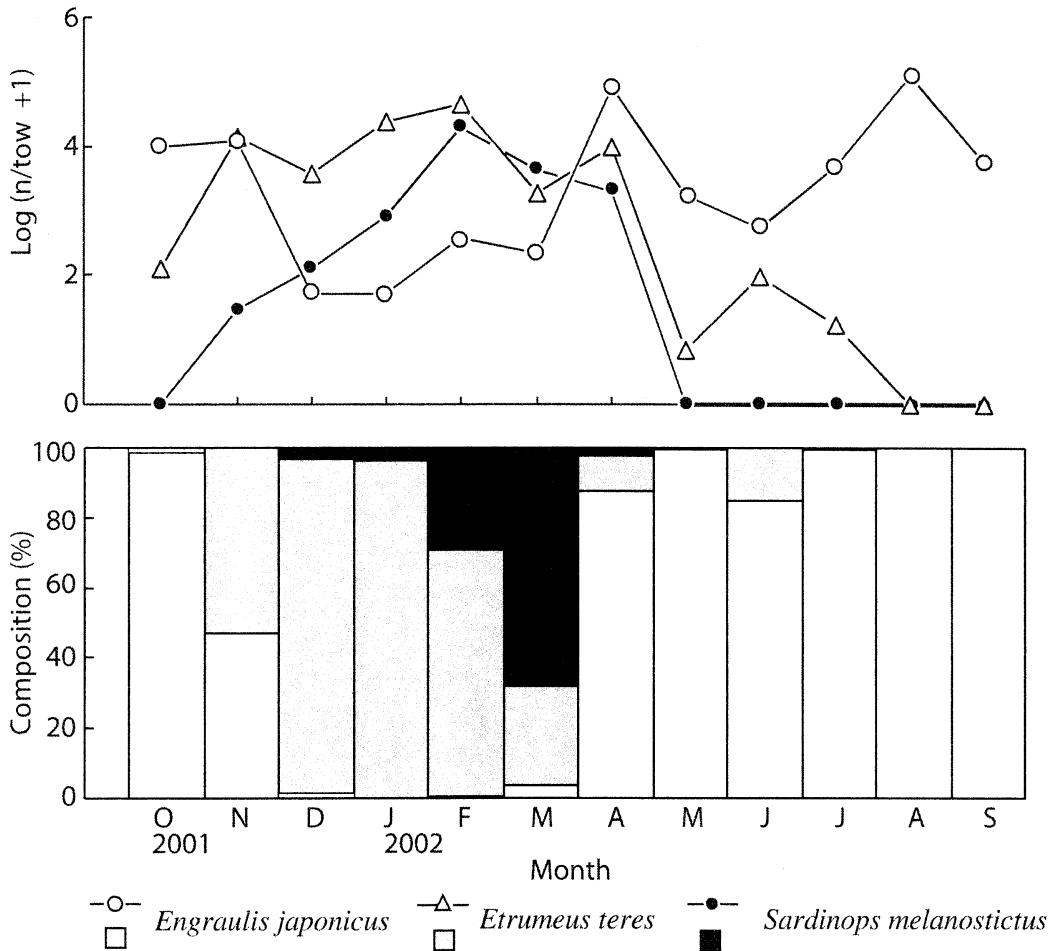 6
4
2
0
Log (n/tow +1)
100
80
60
40
20
0
Composition (%)
O N D J F M A M J J A S
2001 2002
Month
Engraulis japonicus Etrumeus teres Sardinops melanostictus